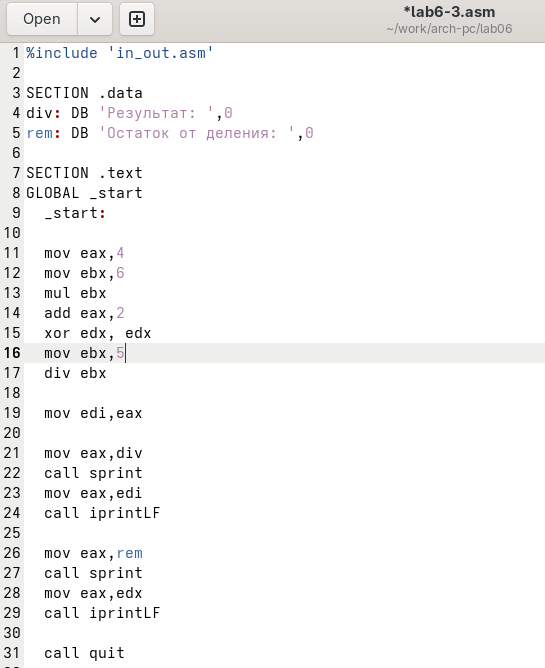 Open
*lab6-3.asm
~/work/arch-pc/lab06
1 %include 'in_out.asm'
2
3 SECTION .data
4 div: DB 'Результат: ',0
5 rem: DB 'Остаток от деления: ',0
6
7 SECTION .text
8 GLOBAL _start
9 _start:
10
11 mov eax,4
12 mov ebx,6
13 mul ebx
14 add eax,2
15 xor edx, edx
16 mov ebx,5
17 div ebx
18
19 mov edi,eax
20
21 mov eax,div
22 call sprint
23 mov eax,edi
24 call iprintLF
25
26 mov eax,rem
27 call sprint
28 mov eax,edx
29 call iprintLF
30
31 call quit